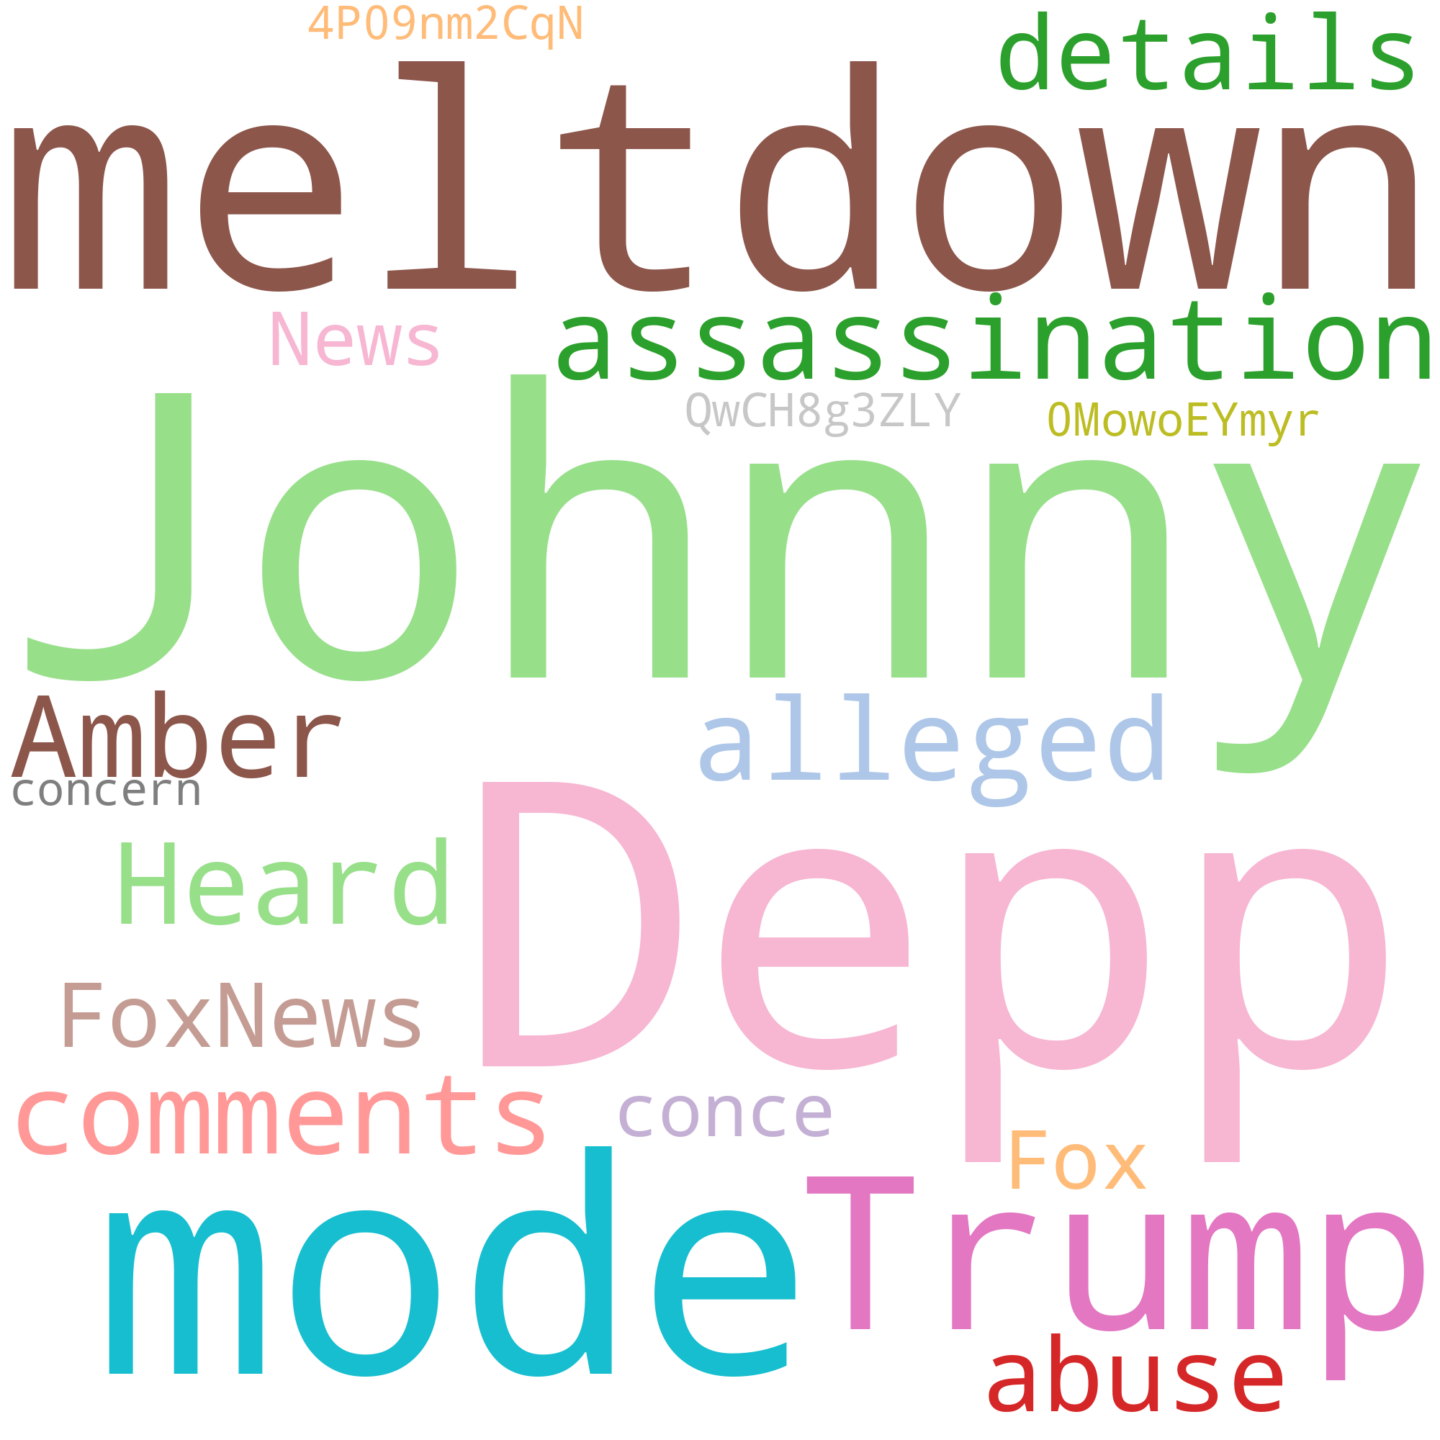 4PO9nm2CqN
details
meltdown
News
assassination
QwCH8g3ZLY
0MowoEYmyr
Johnny
Amber
alleged
concern
Depp
Heard
FoxNews
comments
conce
Fox
mode
Trump
abuse